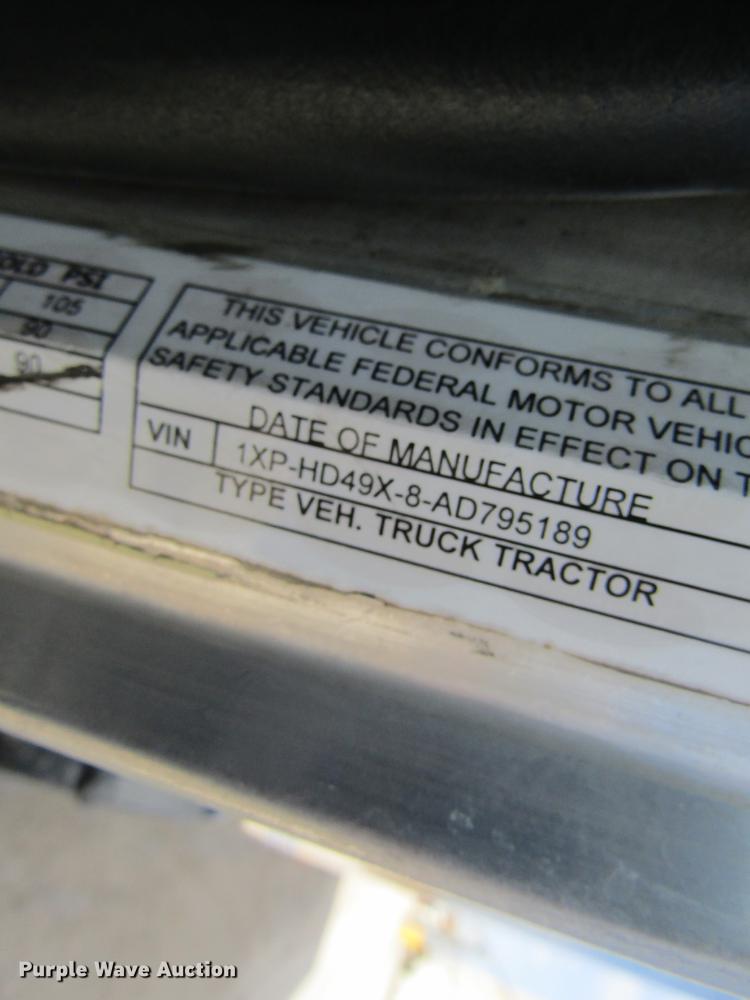 COLD PSI
105
90
90
THIS VEHICLE CONFORMS TO ALL
APPLICABLE FEDERAL MOTOR VEHIC
SAFETY STANDARDS IN EFFECT ON T
DATE OF MANUFACTURE
VIN 1XP-HD49X-8-AD795189
TYPE VEH. TRUCK TRACTOR
Purple Wave Auction